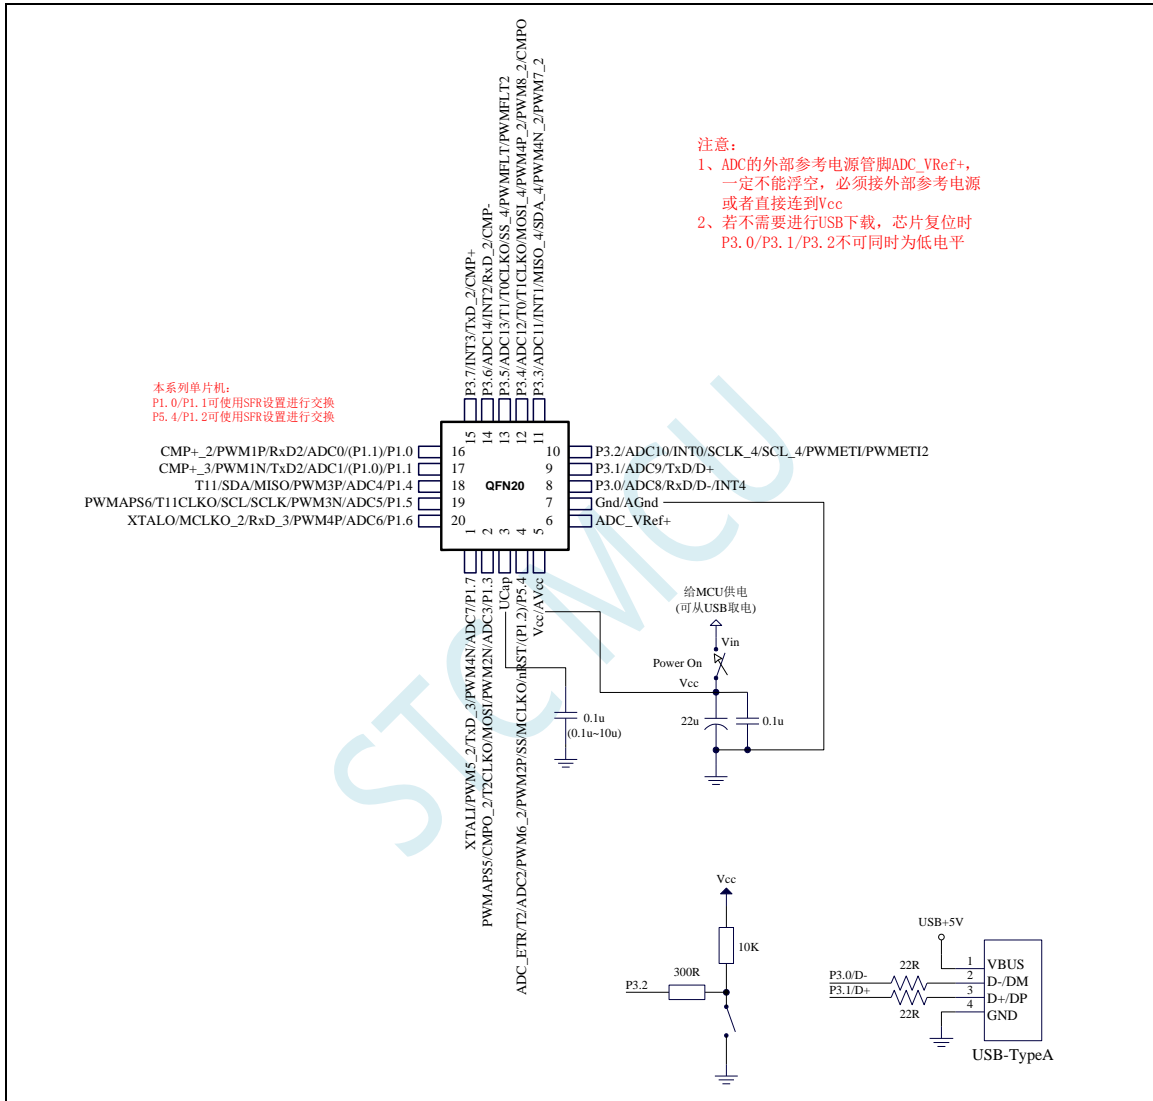 P3.7/INT3/TxD_2/CMP+
P3.6/ADC14/INT2/RxD_2/CMP-
P3.5/ADC13/T1/T0CLKO/SS_4/PWMFLT/PWMFLT2
P3.4/ADC12/T0/T1CLKO/MOSI_4/PWM4P_2/PWM8_2/CMPO
P3.3/ADC11/INT1/MISO_4/SDA_4/PWM4N_2/PWM7_2
注意：
1、ADC的外部参考电源管脚ADC_VRef+，
一定不能浮空，必须接外部参考电源
或者直接连到Vcc
2、若不需要进行USB下载，芯片复位时
P3.0/P3.1/P3.2不可同时为低电平
本系列单片机：
P1.0/P1.1可使用SFR设置进行交换
P5.4/P1.2可使用SFR设置进行交换
15 14 13 12 11
CMP+_2/PWM1P/RxD2/ADC0/(P1.1)/P1.0 16
CMP+_3/PWM1N/TxD2/ADC1/(P1.0)/P1.1 17
T11/SDA/MISO/PWM3P/ADC4/P1.4 18
PWMAPS6/T11CLKO/SCL/SCLK/PWM3N/ADC5/P1.5 19
XTALO/MCLKO_2/RxD_3/PWM4P/ADC6/P1.6 20
QFN20
10 P3.2/ADC10/INT0/SCLK_4/SCL_4/PWMETI/PWMETI2
9 P3.1/ADC9/TxD/D+
8 P3.0/ADC8/RxD/D-/INT4
7 Gnd/AGnd
6 ADC_VRef+
1 2 3 4 5
XTALI/PWM5_2/TxD_3/PWM4N/ADC7/P1.7
PWMAPS5/CMPO_2/T2CLKO/MOSI/PWM2N/ADC3/P1.3
UCap
ADC_ETR/T2/ADC2/PWM6_2/PWM2P/SS/MCLKO/nRST/(P1.2)/P5.4
Vcc/AVcc
给MCU供电
(可从USB取电)
Vin
Power On
Vcc
22u
0.1u
0.1u
(0.1u~10u)
STC MCU
Vcc
10K
300R
P3.2
USB+5V
P3.0/D-
P3.1/D+
22R
22R
1 VBUS
2 D-/DM
3 D+/DP
4 GND
USB-TypeA